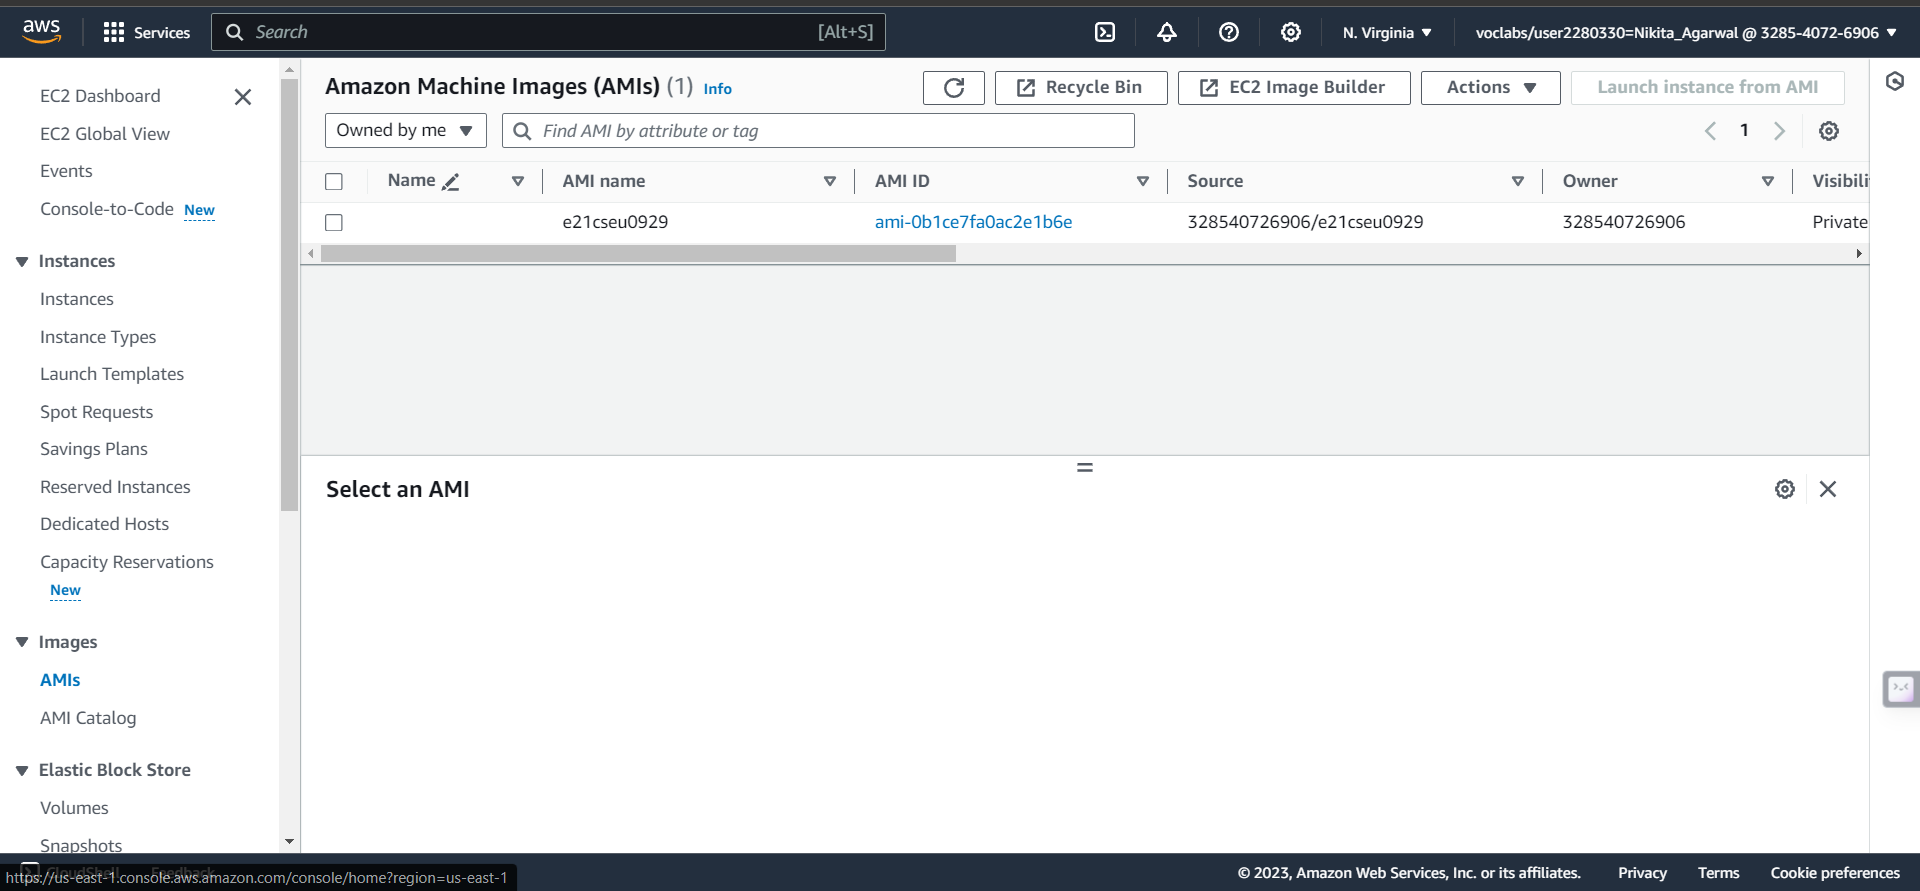 aws
Services
Search
[Alt+S]
N. Virginia
voclabs/user2280330=Nikita_Agarwal @ 3285-4072-6906
EC2 Dashboard
EC2 Global View
Events
Console-to-Code New
Instances
Instances
Instance Types
Launch Templates
Spot Requests
Savings Plans
Reserved Instances
Dedicated Hosts
Capacity Reservations
New
Images
AMIs
AMI Catalog
Elastic Block Store
Volumes
Snapshots
Amazon Machine Images (AMIs) (1) Info
Recycle Bin
EC2 Image Builder
Actions
Launch instance from AMI
Owned by me
Find AMI by attribute or tag
1
Name AMI name AMI ID Source Owner Visibili
e21cseu0929 ami-0b1ce7fa0ac2e1b6e 328540726906/e21cseu0929 328540726906 Private
Select an AMI
CloudShell Feedback
https://us-east-1.console.aws.amazon.com/console/home?region=us-east-1
© 2023, Amazon Web Services, Inc. or its affiliates. Privacy Terms Cookie preferences